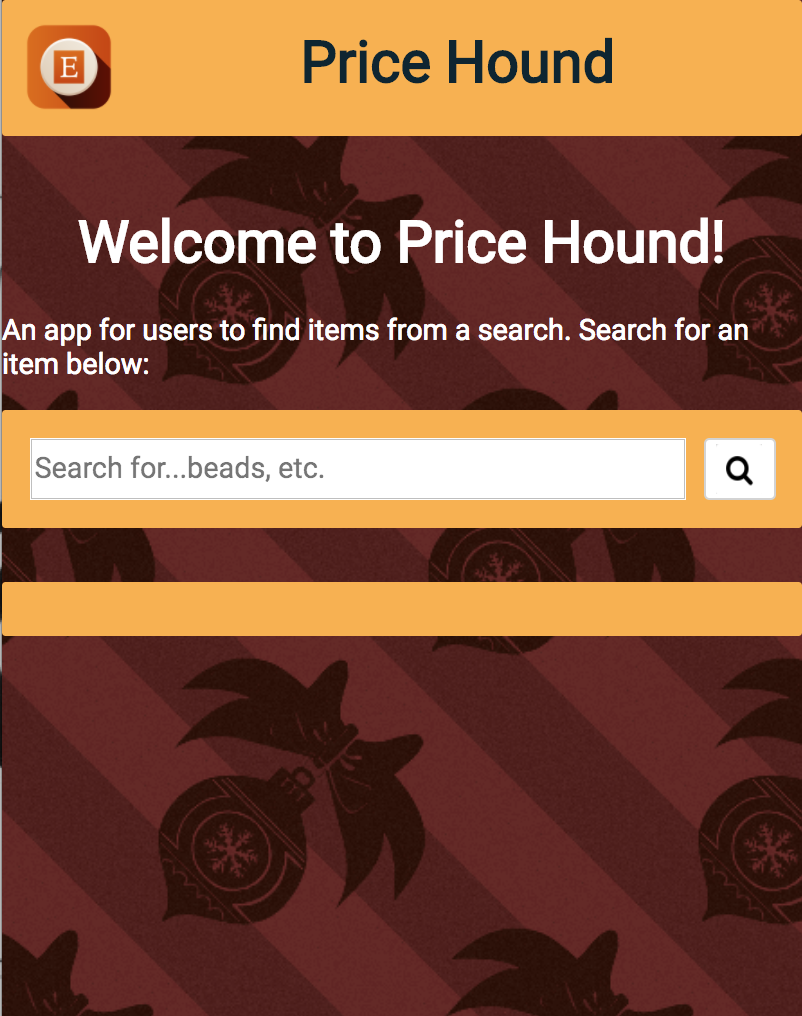 E
Price Hound
Welcome to Price Hound!
An app for users to find items from a search. Search for an
item below:
Search for...beads, etc.